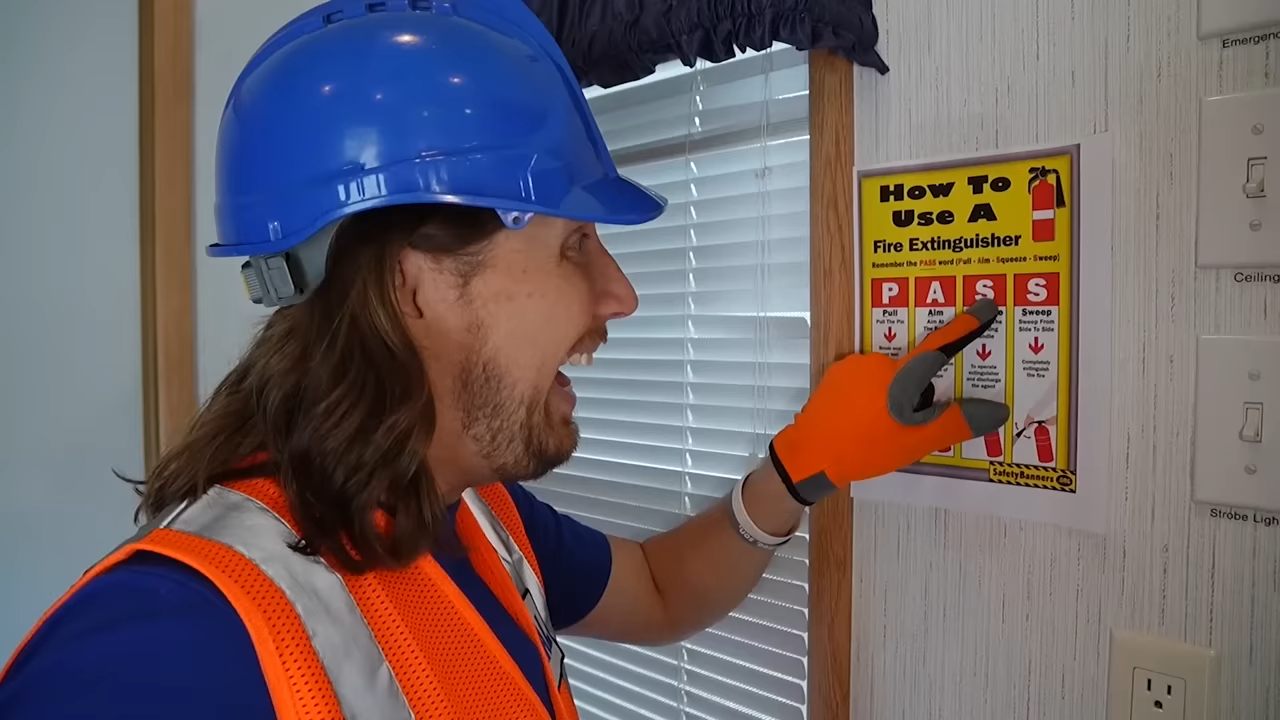 How To
Use A
Fire Extinguisher
Remember the PASS word (Pull - Aim - Squeeze - Sweep)
P A S S
Pull
Pull The Pin
Aim
Aim At
To operate
extinguisher
and discharge
the agent
Sweep
Sweep From
Side To Side
Completely
extinguish
the fire
SafetyBanners
Emergenc
Ceiling
Strobe Ligh